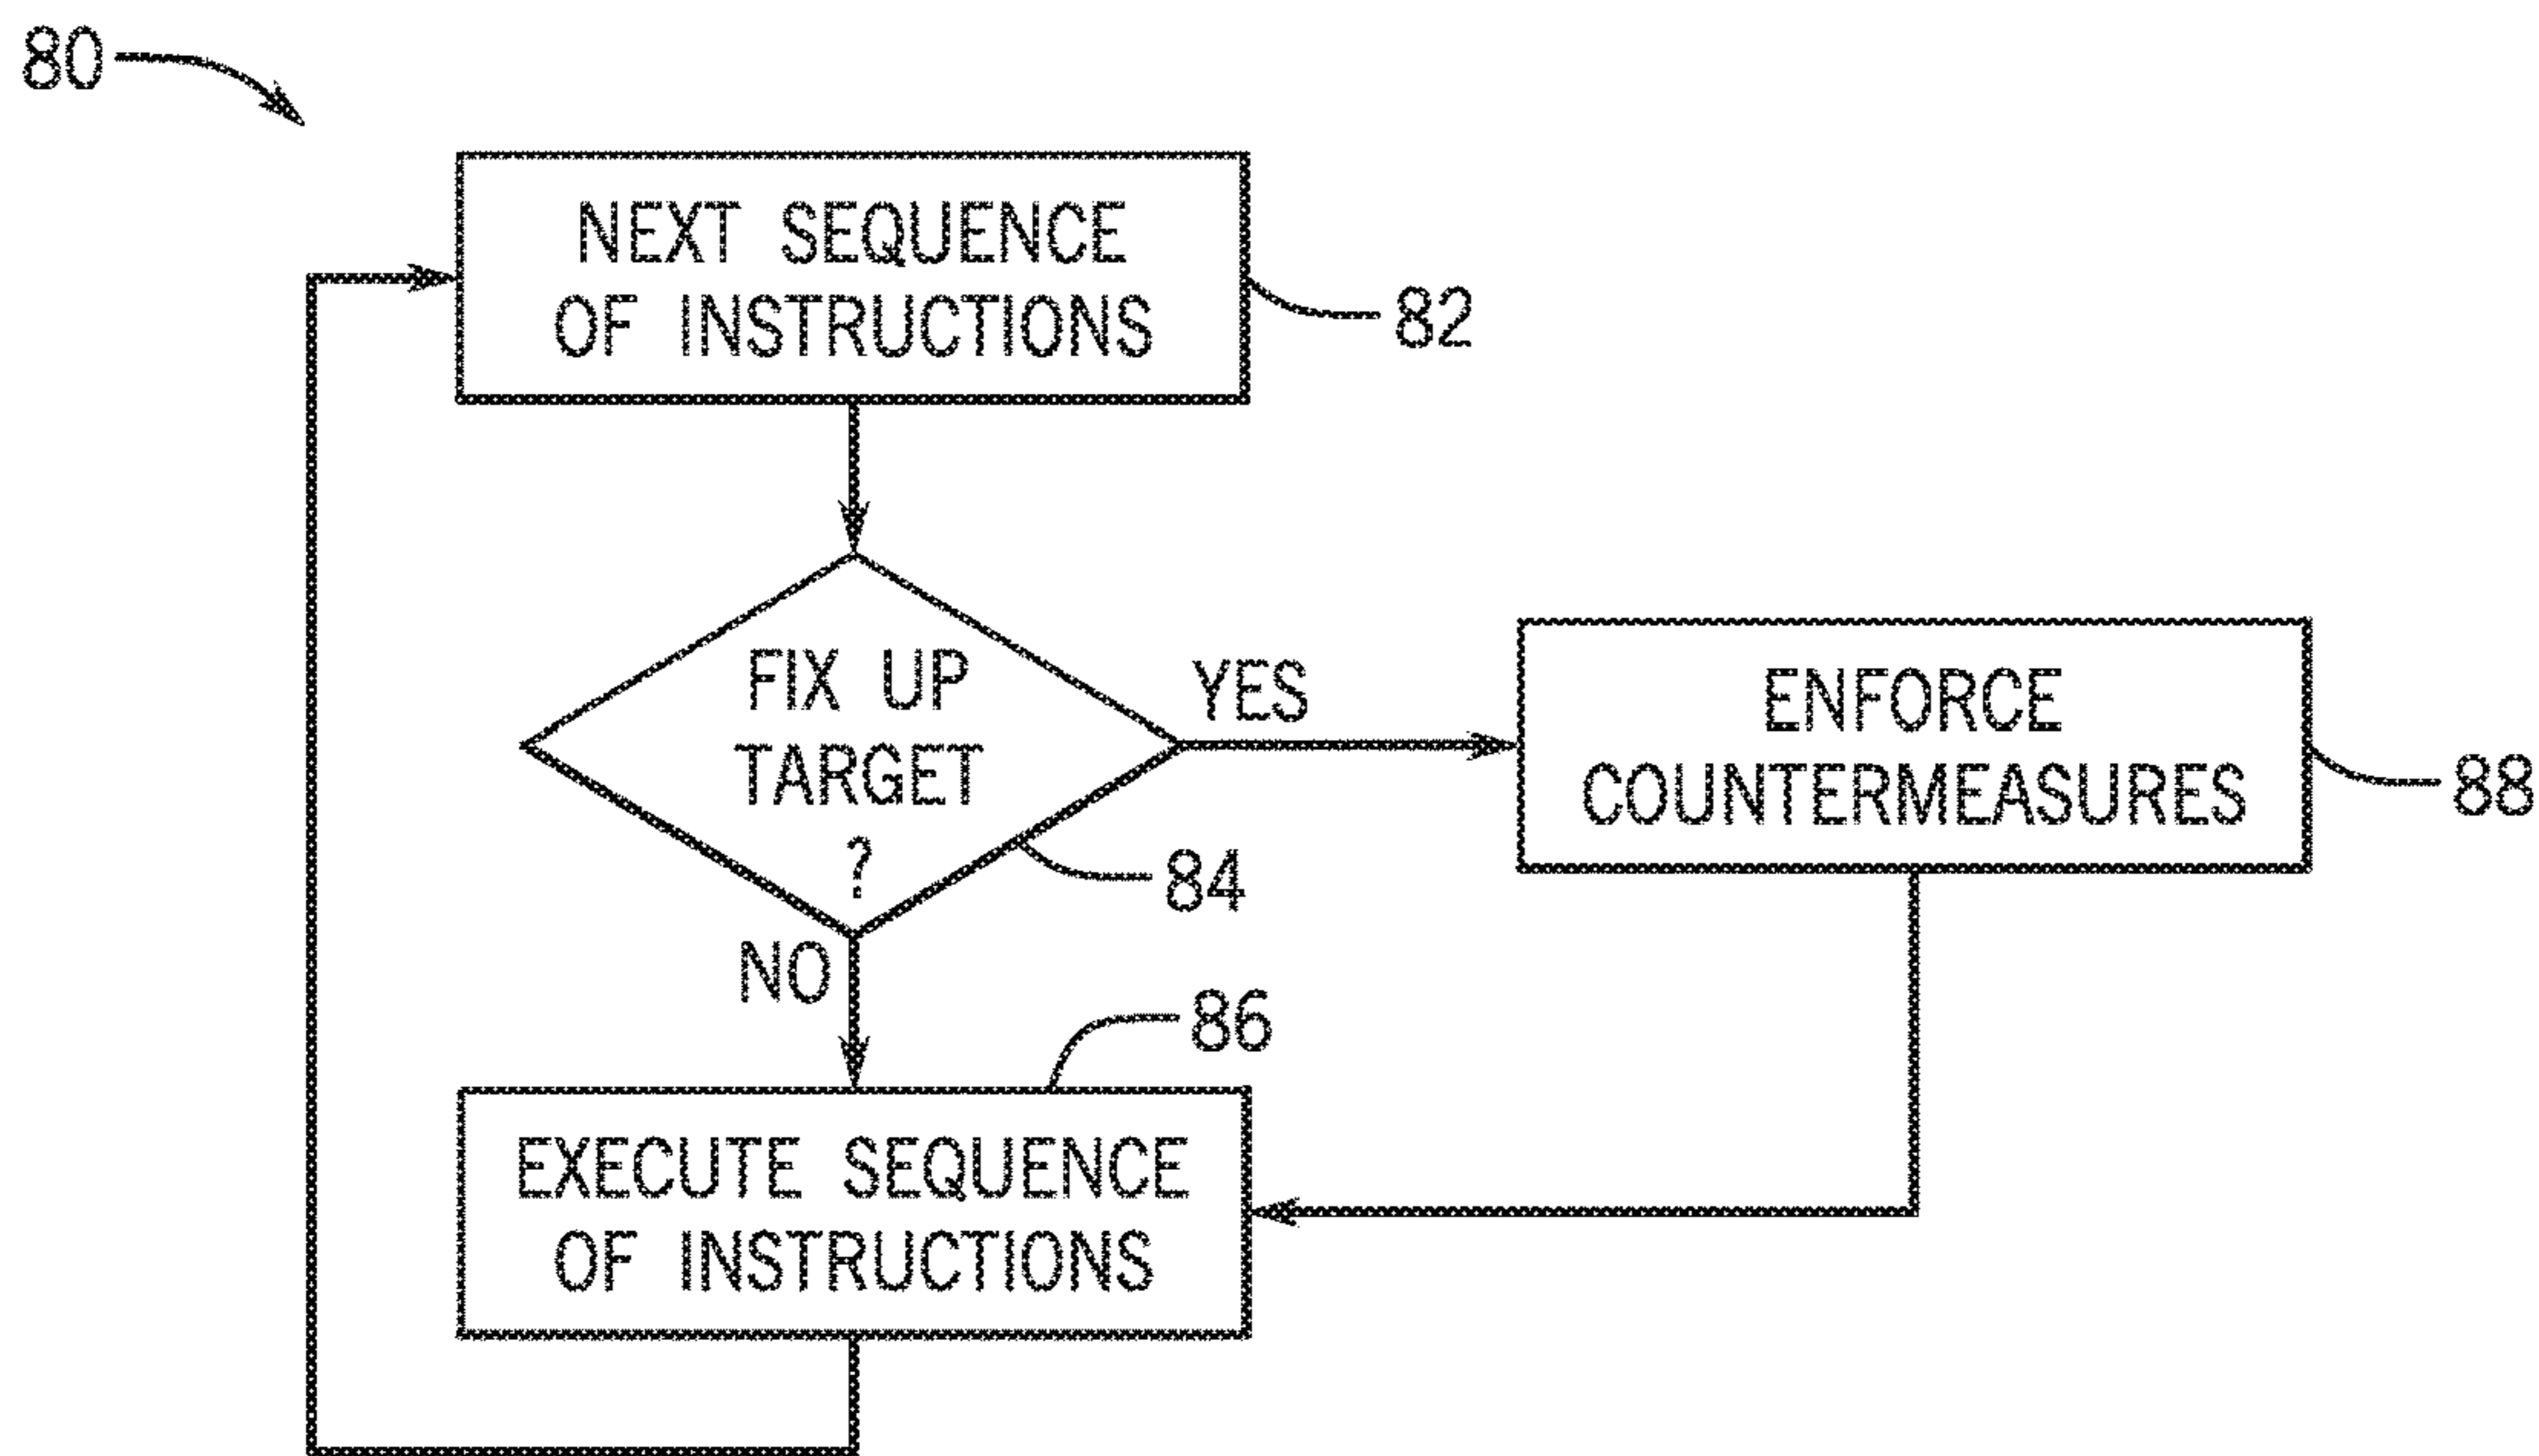 80
NEXT SEQUENCE
OF INSTRUCTIONS
82
FIX UP
TARGET
?
YES
84
ENFORCE
COUNTERMEASURES
88
NO
86
EXECUTE SEQUENCE
OF INSTRUCTIONS